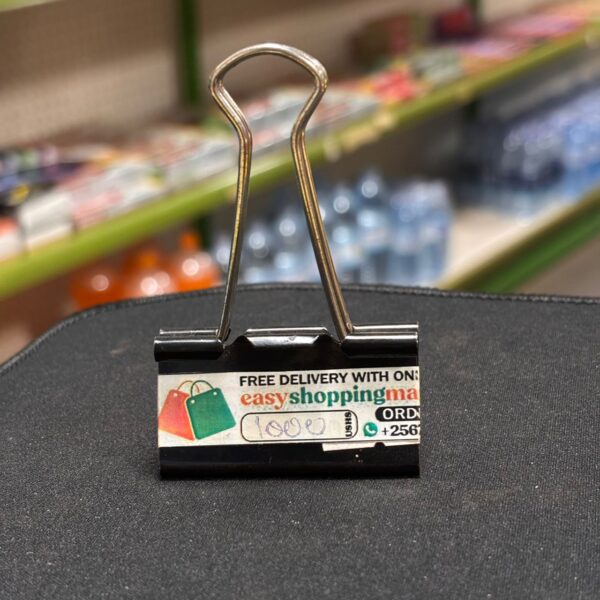 FREE DELIVERY WITH ON
easyshoppingma
1000 USHS
ORD
+256